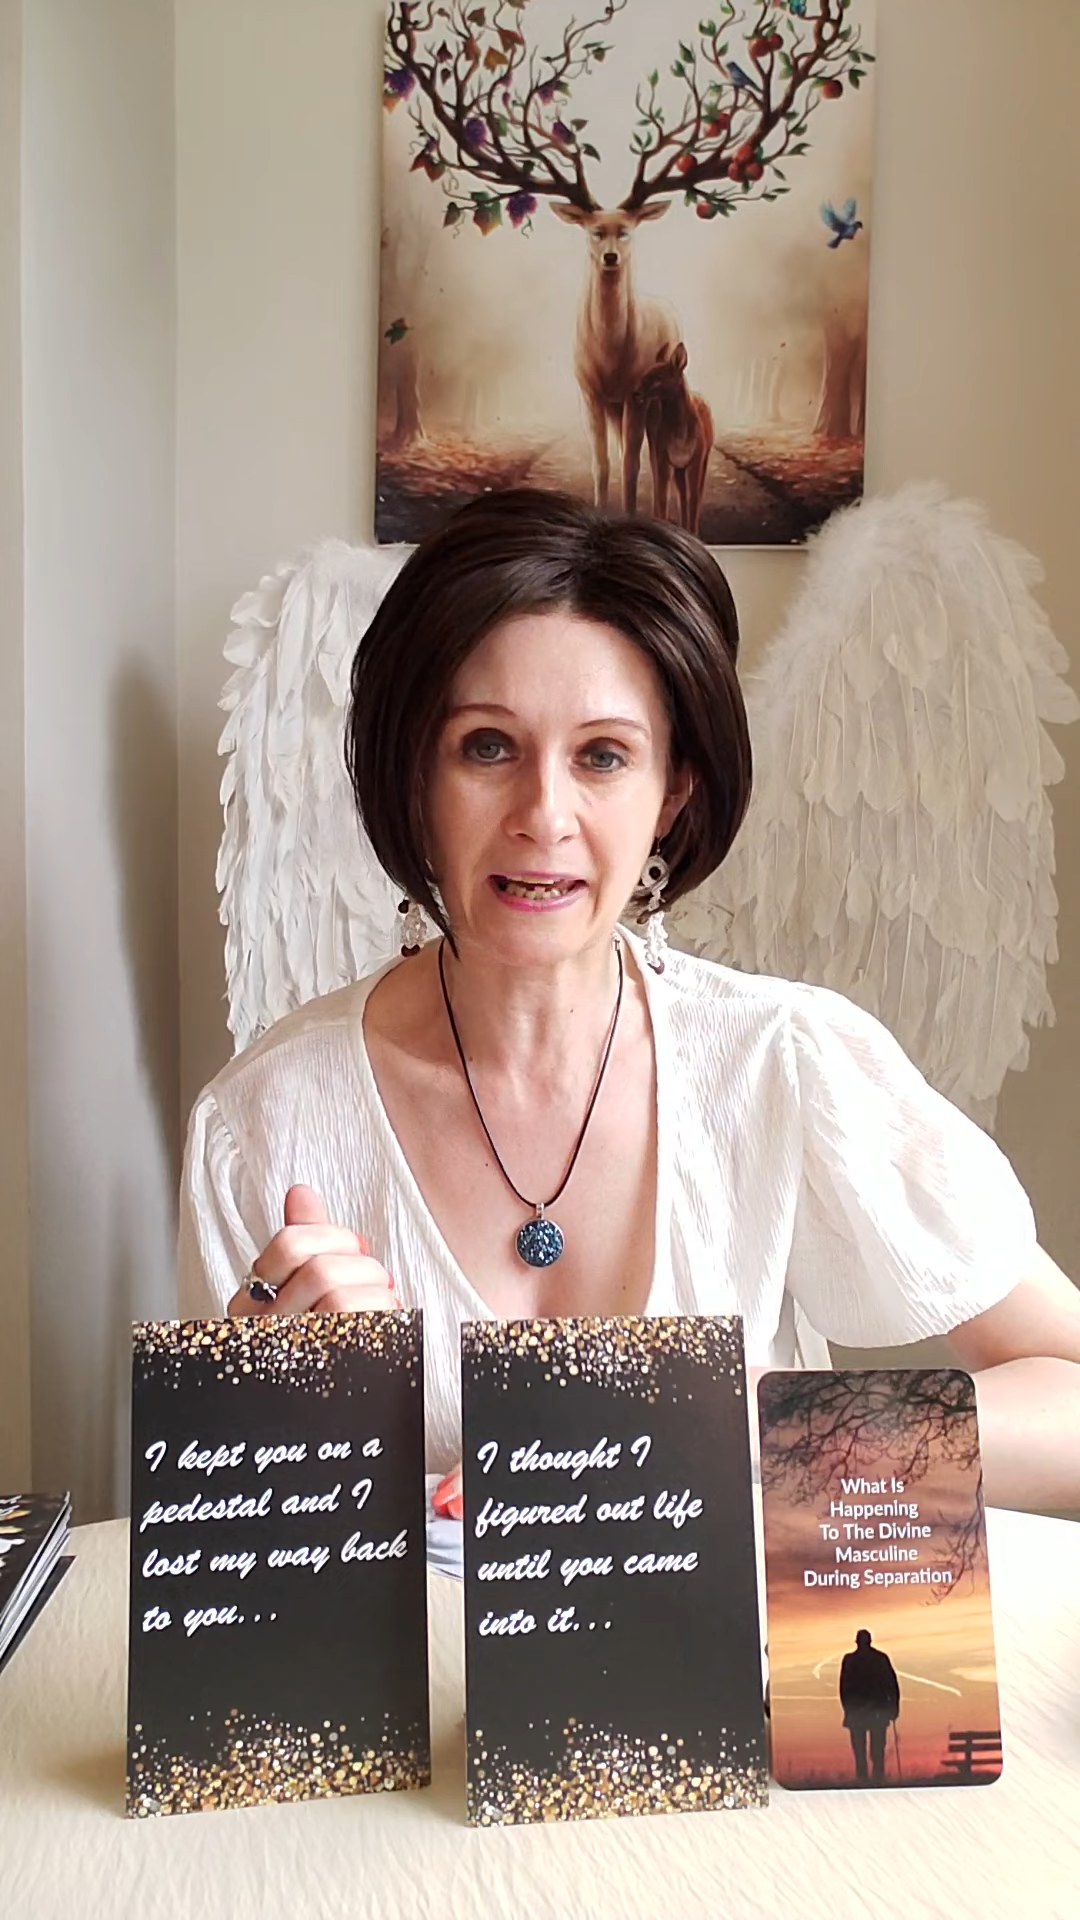 I kept you on a
pedestal and I
lost my way back
to you...
I thought I
figured out life
until you came
into it...
What Is
Happening
To The Divine
Masculine
During Separation